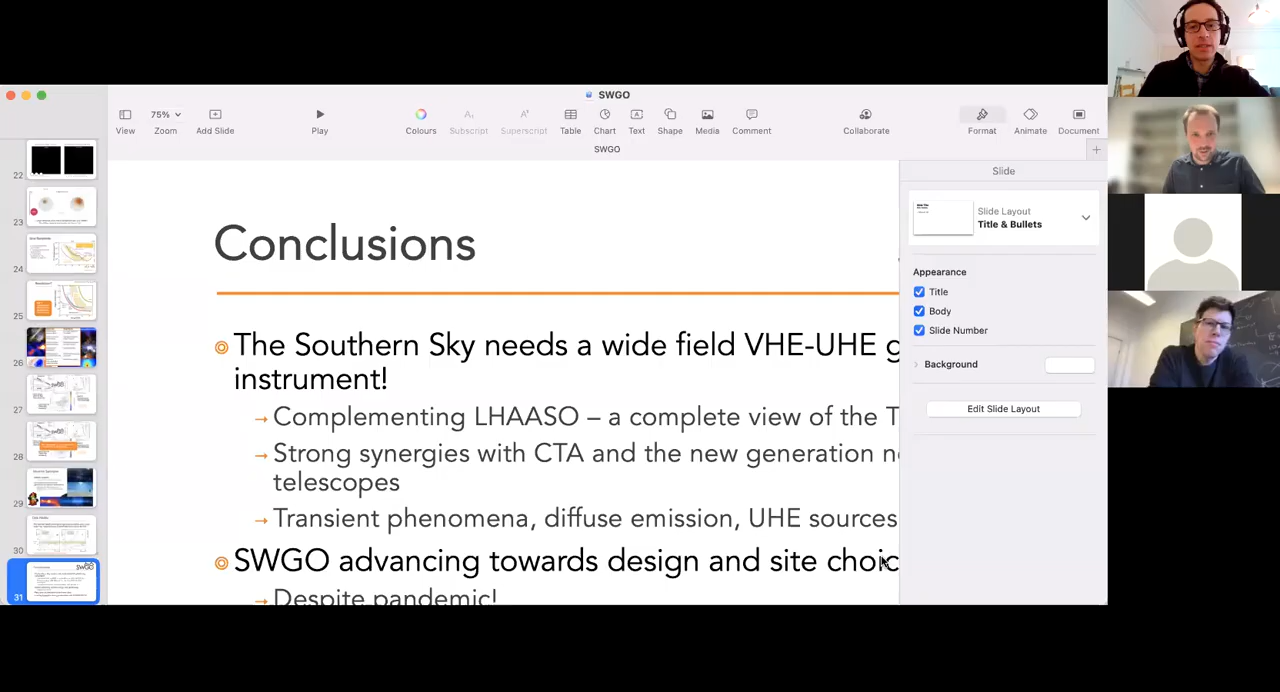 SWGO
75%
View
Zoom
Add Slide
Play
Colours
Subscript
Superscript
Table
Chart
Text
Shape
Media
Comment
Collaborate
Format
Animate
Document
SWGO
Slide
Slide Layout
Title & Bullets
Appearance
Title
Body
Slide Number
Background
Edit Slide Layout
22
23
24
25
26
27
28
29
30
31
SWGO
Conclusions
The Southern Sky needs a wide field VHE-UHE g
instrument!
→ Complementing LHAASO – a complete view of the T
→ Strong synergies with CTA and the new generation
telescopes
→ Transient phenomena, diffuse emission, UHE sources
SWGO advancing towards design and site choic
→ Despite pandemic!